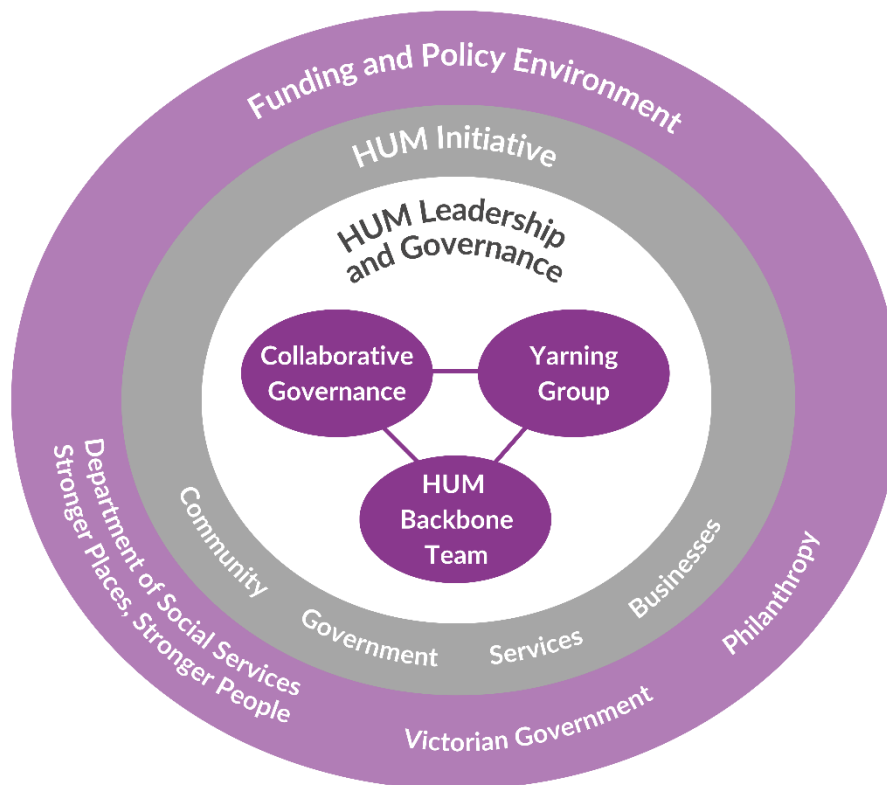 Funding and Policy Environment
HUM Initiative
HUM Leadership
and Governance
Collaborative
Governance
Yarning
Group
HUM
Backbone
Team
Community
Government
Services
Businesses
Department of Social Services
Stronger Places, Stronger People
Victorian Government
Philanthropy